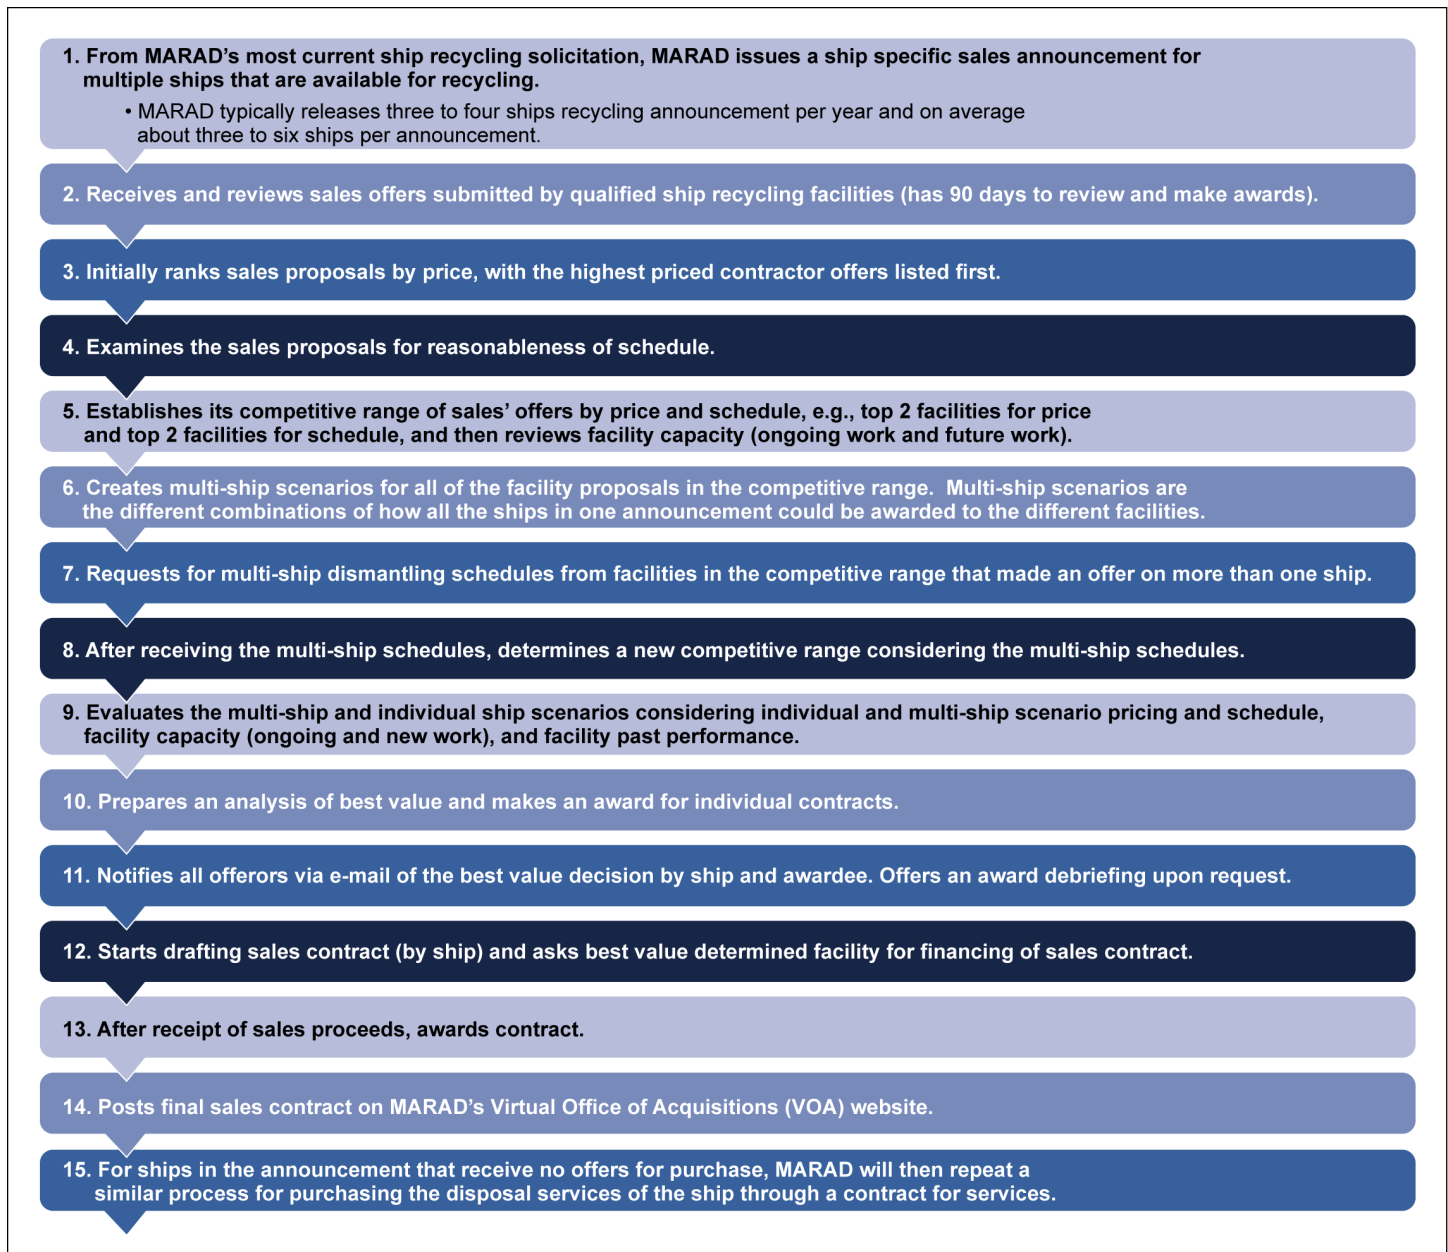 1. From MARAD’s most current ship recycling solicitation, MARAD issues a ship specific sales announcement for
multiple ships that are available for recycling.
• MARAD typically releases three to four ships recycling announcement per year and on average
about three to six ships per announcement.
2. Receives and reviews sales offers submitted by qualified ship recycling facilities (has 90 days to review and make awards).
3. Initially ranks sales proposals by price, with the highest priced contractor offers listed first.
4. Examines the sales proposals for reasonableness of schedule.
5. Establishes its competitive range of sales’ offers by price and schedule, e.g., top 2 facilities for price
and top 2 facilities for schedule, and then reviews facility capacity (ongoing work and future work).
6. Creates multi-ship scenarios for all of the facility proposals in the competitive range. Multi-ship scenarios are
the different combinations of how all the ships in one announcement could be awarded to the different facilities.
7. Requests for multi-ship dismantling schedules from facilities in the competitive range that made an offer on more than one ship.
8. After receiving the multi-ship schedules, determines a new competitive range considering the multi-ship schedules.
9. Evaluates the multi-ship and individual ship scenarios considering individual and multi-ship scenario pricing and schedule,
facility capacity (ongoing and new work), and facility past performance.
10. Prepares an analysis of best value and makes an award for individual contracts.
11. Notifies all offerors via e-mail of the best value decision by ship and awardee. Offers an award debriefing upon request.
12. Starts drafting sales contract (by ship) and asks best value determined facility for financing of sales contract.
13. After receipt of sales proceeds, awards contract.
14. Posts final sales contract on MARAD’s Virtual Office of Acquisitions (VOA) website.
15. For ships in the announcement that receive no offers for purchase, MARAD will then repeat a
similar process for purchasing the disposal services of the ship through a contract for services.